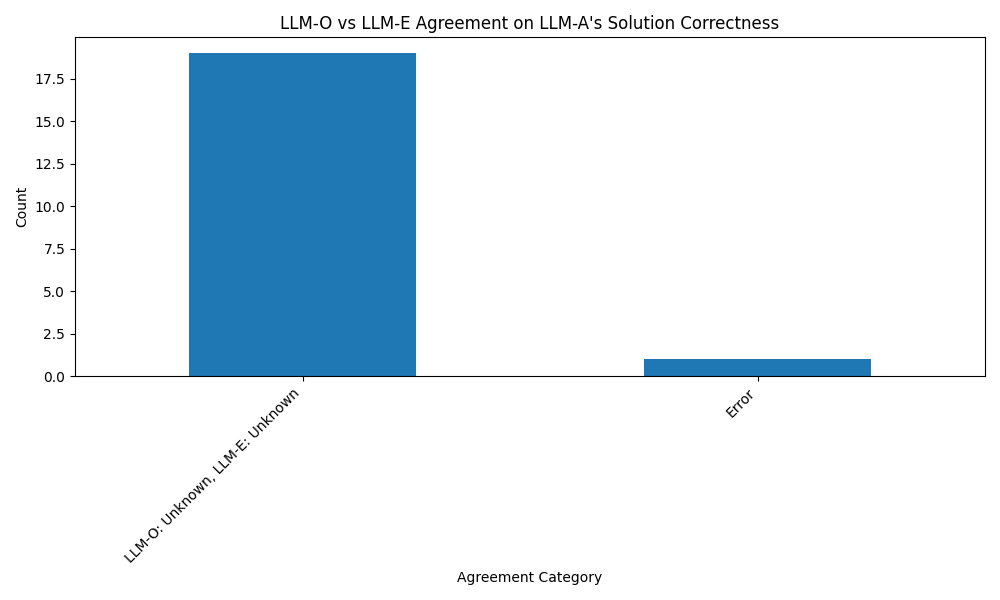 LLM-O vs LLM-E Agreement on LLM-A's Solution Correctness
Count
17.5
15.0
12.5
10.0
7.5
5.0
2.5
0.0
LLM-O: Unknown, LLM-E: Unknown
Error
Agreement Category